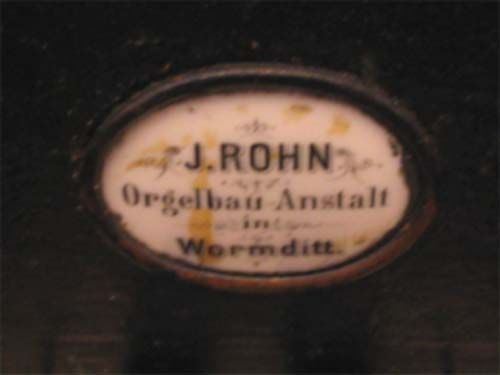 J. ROHN
Orgelbau-Anstalt
in
Wormditt.